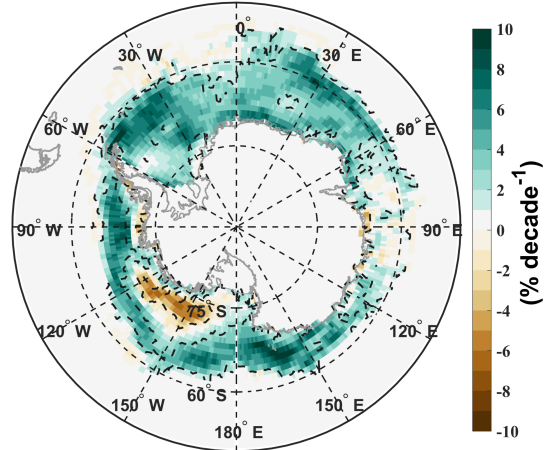 0°
30° W
30° E
60° W
60° E
90° W
90° E
120° W
120° E
75° S
60° S
150° W
150° E
180° E
10
8
6
4
2
0
-2
-4
-6
-8
-10
(% decade-1)